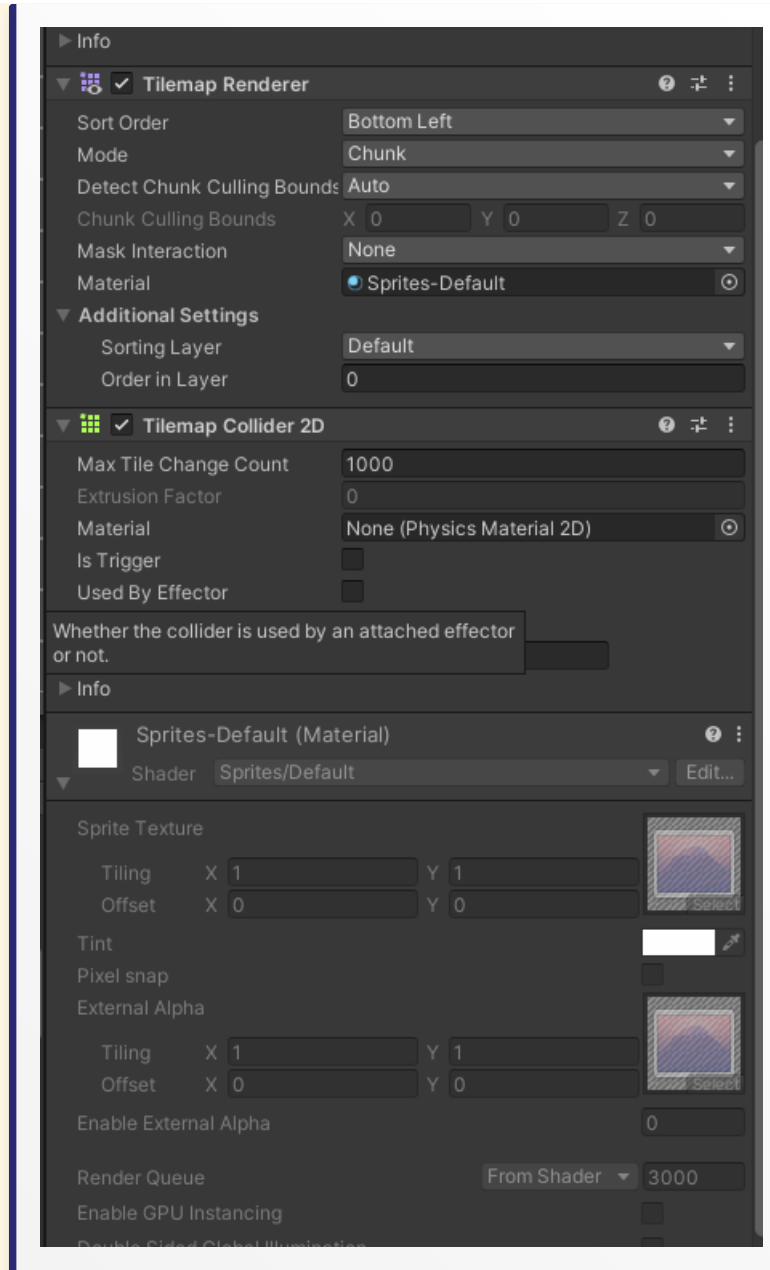 Info
Tilemap Renderer
Sort Order Bottom Left
Mode Chunk
Detect Chunk Culling Bounds Auto
Chunk Culling Bounds X 0 Y 0 Z 0
Mask Interaction None
Material Sprites-Default
Additional Settings
Sorting Layer Default
Order in Layer 0
Tilemap Collider 2D
Max Tile Change Count 1000
Extrusion Factor 0
Material None (Physics Material 2D)
Is Trigger
Used By Effector
Whether the collider is used by an attached effector
or not.
Info
Sprites-Default (Material)
Shader Sprites/Default Edit...
Sprite Texture
Tiling X 1 Y 1
Offset X 0 Y 0 Select
Tint
Pixel snap
External Alpha
Tiling X 1 Y 1
Offset X 0 Y 0 Select
Enable External Alpha 0
Render Queue From Shader 3000
Enable GPU Instancing
Double Sided Global Illumination